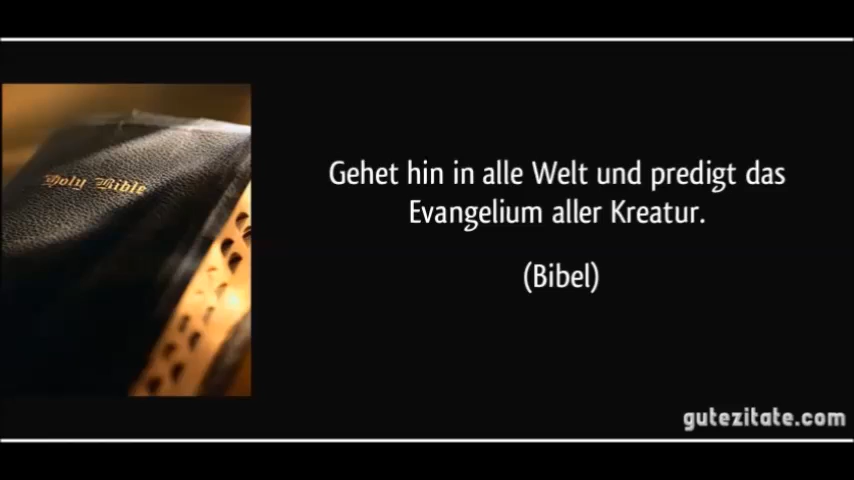 Holy Bible
Gehet hin in alle Welt und predigt das
Evangelium aller Kreatur.
(Bibel)
gutezitate.com